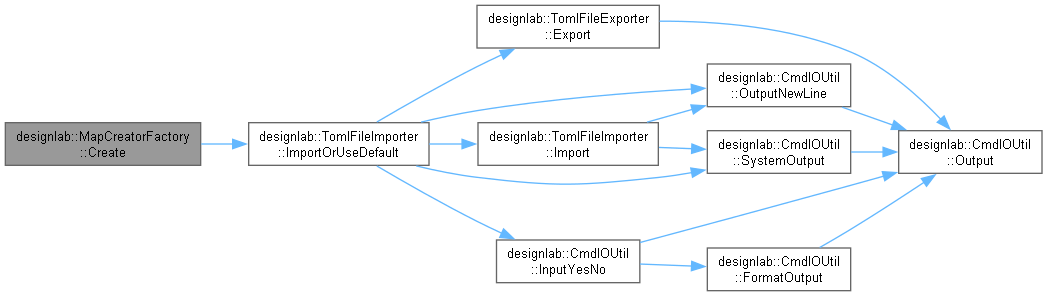 designlab::MapCreatorFactory
::Create
designlab::TomlFileImporter
::ImportOrUseDefault
designlab::TomlFileExporter
::Export
designlab::TomlFileImporter
::Import
designlab::CmdIOUtil
::InputYesNo
designlab::CmdIOUtil
::OutputNewLine
designlab::CmdIOUtil
::SystemOutput
designlab::CmdIOUtil
::FormatOutput
designlab::CmdIOUtil
::Output